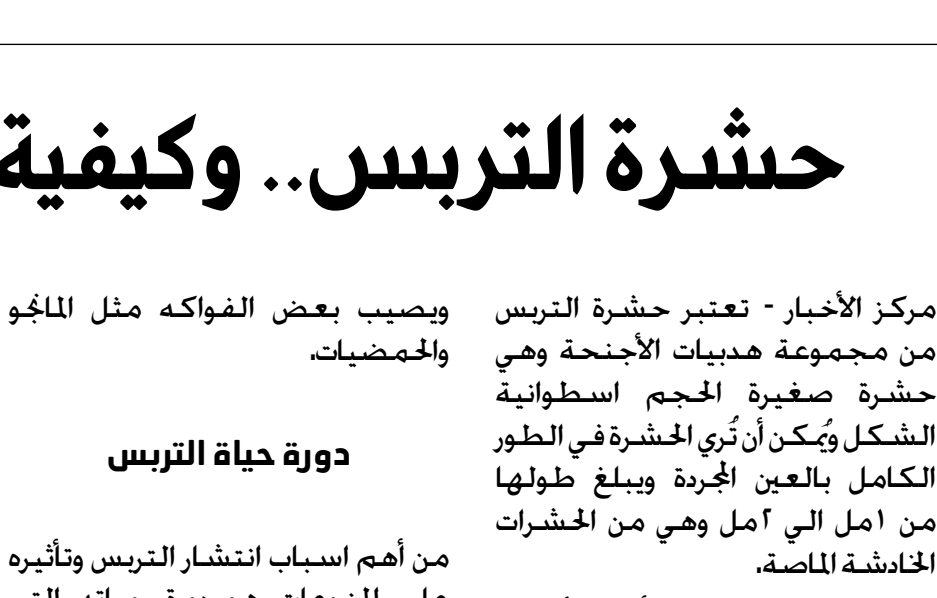 حشرة التربس.. وكيفية
مركز الأخبار - تعتبر حشرة التربس
من مجموعة هدبيات الأجنحة وهي
حشرة صغيرة الحجم اسطوانية
الشكل ويُمكن أن تُري الحشرة في الطور
الكامل بالعين المجردة ويبلغ طولها
من ١مل الي ٢مل وهي من الحشرات
الخادشة الماصة.
ويصيب بعض الفواكه مثل المانجو
والحمضيات.
دورة حياة التربس
من أهم اسباب انتشار التربس وتأثيره